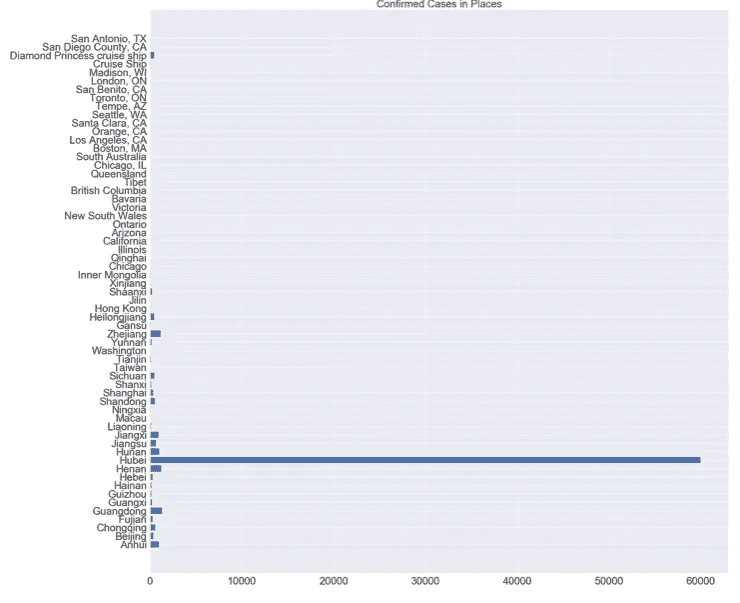 Confirmed Cases in Places
San Antonio, TX
San Diego County, CA
Diamond Princess cruise ship
Cruise Ship
Madison, WI
London, ON
San Benito, CA
Toronto, ON
Tempe, AZ
Seattle, WA
Santa Clara, CA
Orange, CA
Los Angeles, CA
Boston, MA
South Australia
Chicago, IL
Queensland
Tibet
British Columbia
Bavaria
Victoria
New South Wales
Ontario
Arizona
California
Illinois
Qinghai
Chicago
Inner Mongolia
Xinjiang
Shaanxi
Jilin
Hong Kong
Heilongjiang
Gansu
Zhejiang
Yunnan
Washington
Tianjin
Taiwan
Sichuan
Shanxi
Shanghai
Shandong
Ningxia
Macau
Liaoning
Jiangxi
Jiangsu
Hunan
Hubei
Henan
Hebei
Hainan
Guizhou
Guangxi
Guangdong
Fujian
Chongqing
Beijing
Anhui
0 10000 20000 30000 40000 50000 60000